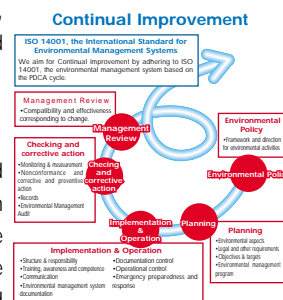 Continual Improvement
ISO 14001, the International Standard for
Environmental Management Systems
We aim for Continual improvement by adhering to ISO
14001, the environmental management system based on
the PDCA cycle.
Management Review
•Compatibility and effectiveness
corresponding to change.
Management
Review
Environmental
Policy
•Framework and direction
for environmental activities
Checking and
corrective action
•Monitoring & measurement
•Nonconformance and
corrective and preventive
action
•Records
•Environmental Management
Audit
Checing
and
corrective
action
Environmental Polic
Implementation
&
Operation
Planning
Planning
•Environmental aspects
•Legal and other requirements
•Objectives & targets
•Environmental management
program
Implementation & Operation
•Structure & responsibility
•Training, awareness and competence
•Communication
•Environmental management system
documentation
•Documentation control
•Operational control
•Emergency preparedness and
response